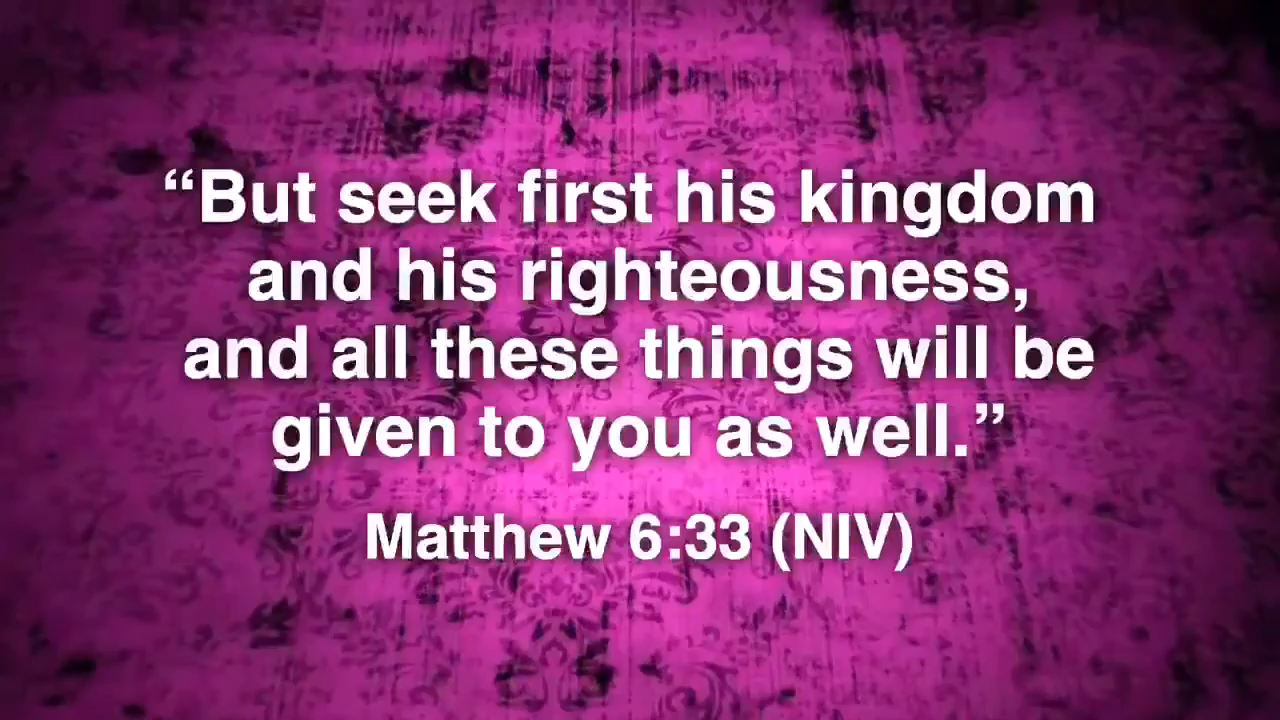 “But seek first his kingdom
and his righteousness,
and all these things will be
given to you as well.”
Matthew 6:33 (NIV)